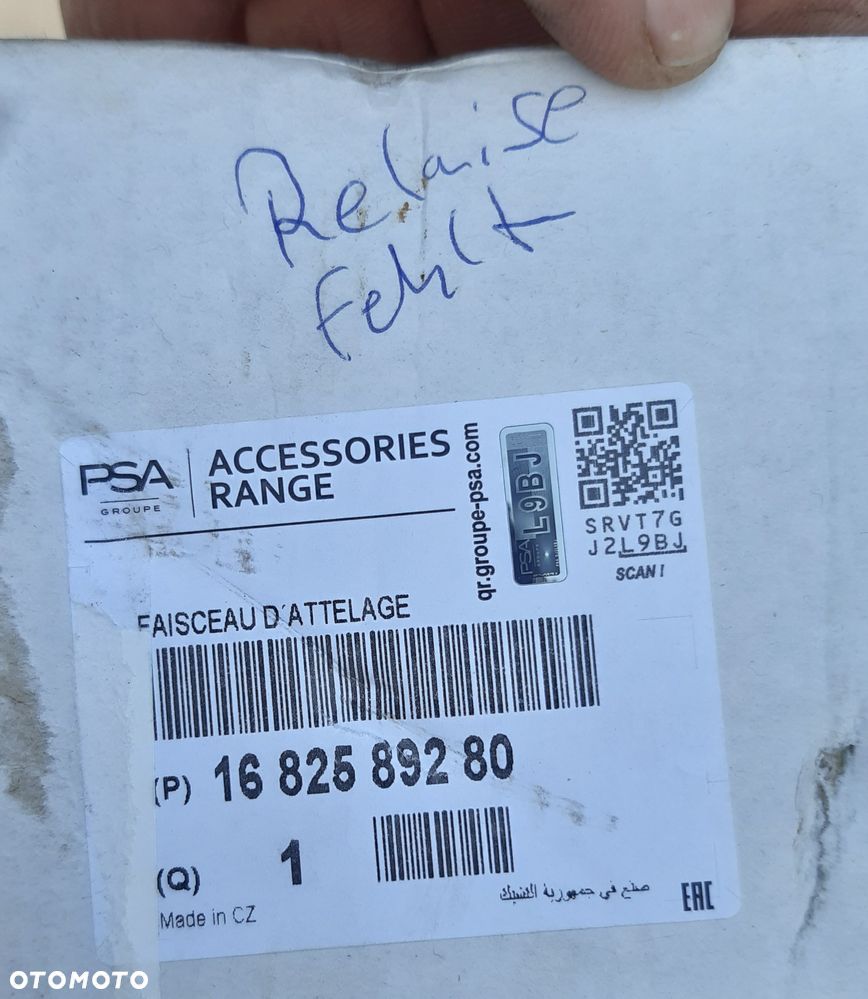 Relaise
fehlt
PSA
GROUPE
ACCESSORIES
RANGE
qr.groupe-psa.com
PSA
L9BJ
SRVT7G
J2L9BJ
SCAN!
FAISCEAU D'ATTELAGE
(P) 16 825 892 80
(Q) 1
Made in CZ
صنع في جمهورية التشيك
EAC
OTOMOTO